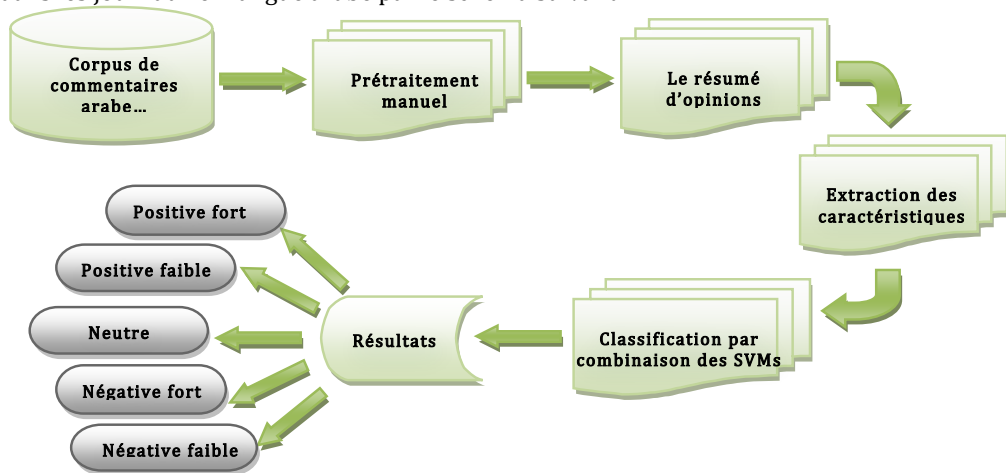 Corpus de
commentaires
arabe…
Prétraitement
manuel
Le résumé
d'opinions
Extraction des
caractéristiques
Classification par
combinaison des SVMs
Résultats
Positive fort
Positive faible
Neutre
Négative fort
Négative faible